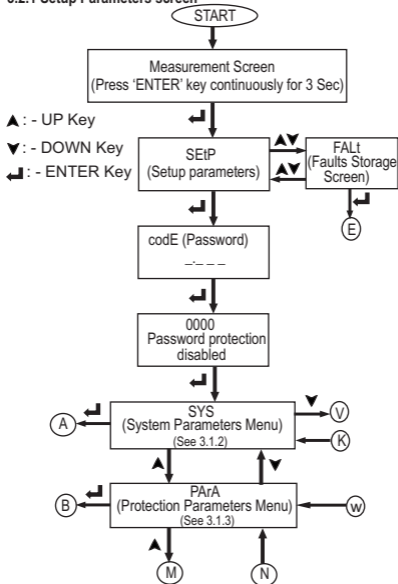 3.2.1 Setup Parameters screen
START
Measurement Screen
(Press ‘ENTER’ key continuously for 3 Sec)
: - UP Key
: - DOWN Key
: - ENTER Key
SEtP
(Setup parameters)
FALt
(Faults Storage
Screen)
E
codE (Password)
_._ _ _
0000
Password protection
disabled
SYS
(System Parameters Menu)
(See 3.1.2)
A
V
K
PArA
(Protection Parameters Menu)
(See 3.1.3)
B
w
M
N